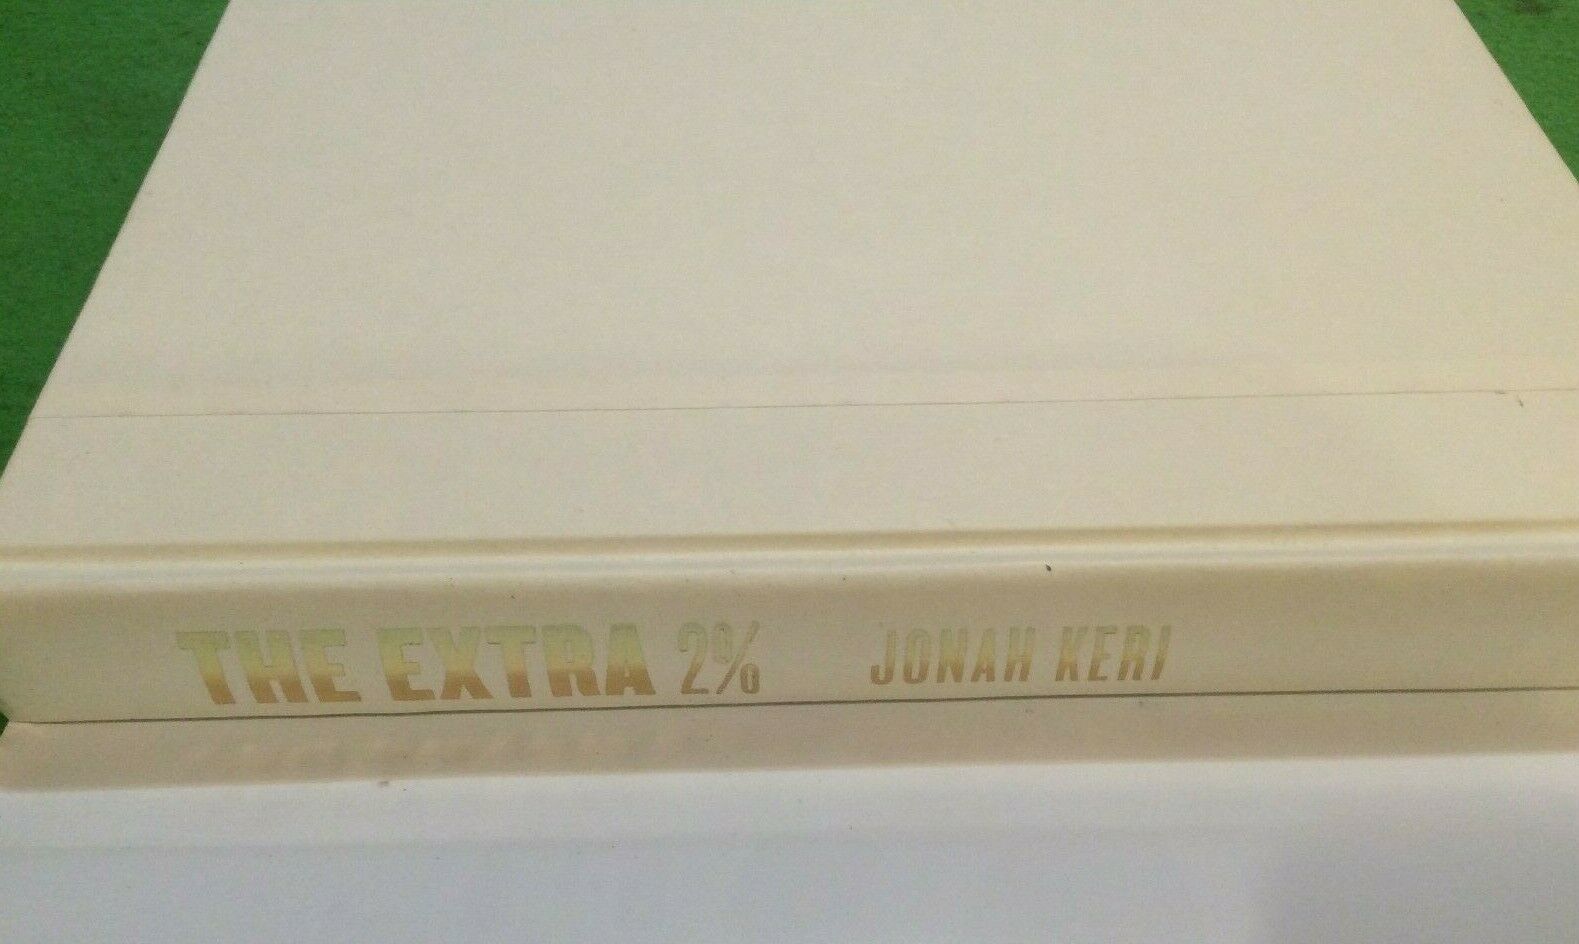 THE EXTRA 2% JONAH KERI